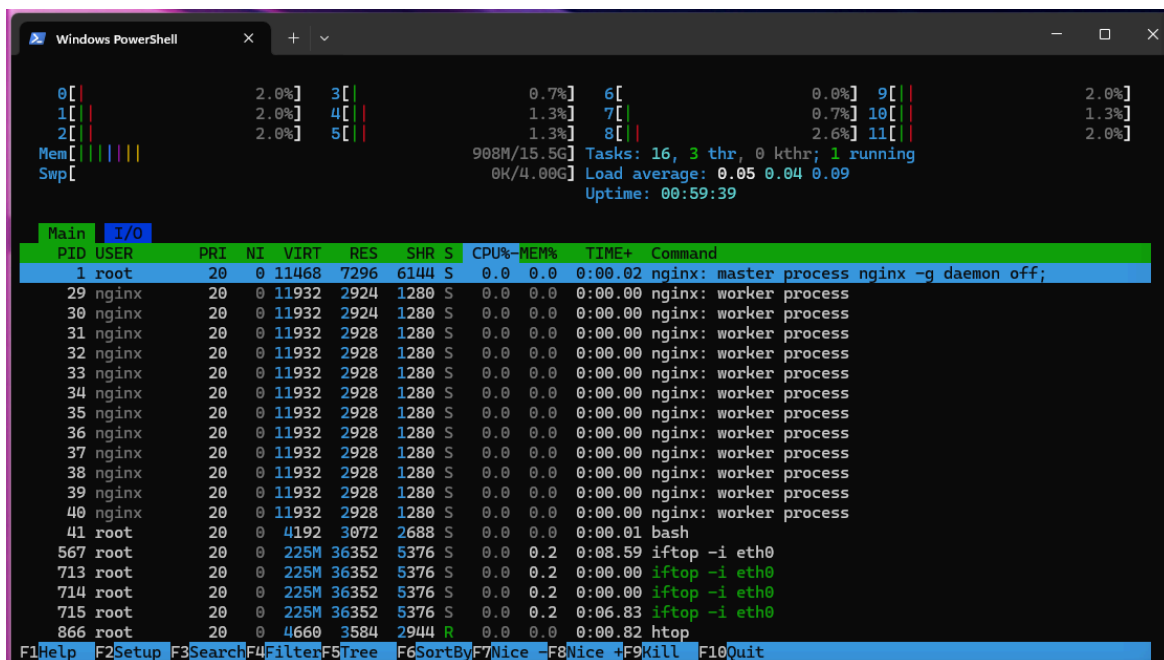 Windows PowerShell
0[| 2.0%] 3[| 0.7%] 6[ 0.0%] 9[|| 2.0%]
1[|| 2.0%] 4[|| 1.3%] 7[| 0.7%] 10[|| 1.3%]
2[|| 2.0%] 5[|| 1.3%] 8[|| 2.6%] 11[|| 2.0%]
Mem[||||||| 908M/15.5G] Tasks: 16, 3 thr, 0 kthr; 1 running
Swp[ 0K/4.00G] Load average: 0.05 0.04 0.09
Uptime: 00:59:39
Main I/O
PID USER PRI NI VIRT RES SHR S CPU%-MEM% TIME+ Command
1 root 20 0 11468 7296 6144 S 0.0 0.0 0:00.02 nginx: master process nginx -g daemon off;
29 nginx 20 0 11932 2924 1280 S 0.0 0.0 0:00.00 nginx: worker process
30 nginx 20 0 11932 2924 1280 S 0.0 0.0 0:00.00 nginx: worker process
31 nginx 20 0 11932 2928 1280 S 0.0 0.0 0:00.00 nginx: worker process
32 nginx 20 0 11932 2928 1280 S 0.0 0.0 0:00.00 nginx: worker process
33 nginx 20 0 11932 2928 1280 S 0.0 0.0 0:00.00 nginx: worker process
34 nginx 20 0 11932 2928 1280 S 0.0 0.0 0:00.00 nginx: worker process
35 nginx 20 0 11932 2928 1280 S 0.0 0.0 0:00.00 nginx: worker process
36 nginx 20 0 11932 2928 1280 S 0.0 0.0 0:00.00 nginx: worker process
37 nginx 20 0 11932 2928 1280 S 0.0 0.0 0:00.00 nginx: worker process
38 nginx 20 0 11932 2928 1280 S 0.0 0.0 0:00.00 nginx: worker process
39 nginx 20 0 11932 2928 1280 S 0.0 0.0 0:00.00 nginx: worker process
40 nginx 20 0 11932 2928 1280 S 0.0 0.0 0:00.00 nginx: worker process
41 root 20 0 4192 3072 2688 S 0.0 0.0 0:00.01 bash
567 root 20 0 225M 36352 5376 S 0.0 0.2 0:08.59 iftop -i eth0
713 root 20 0 225M 36352 5376 S 0.0 0.2 0:00.00 iftop -i eth0
714 root 20 0 225M 36352 5376 S 0.0 0.2 0:00.00 iftop -i eth0
715 root 20 0 225M 36352 5376 S 0.0 0.2 0:06.83 iftop -i eth0
866 root 20 0 4660 3584 2944 R 0.0 0.0 0:00.82 htop
F1Help F2Setup F3SearchF4FilterF5Tree F6SortByF7Nice -F8Nice +F9Kill F10Quit